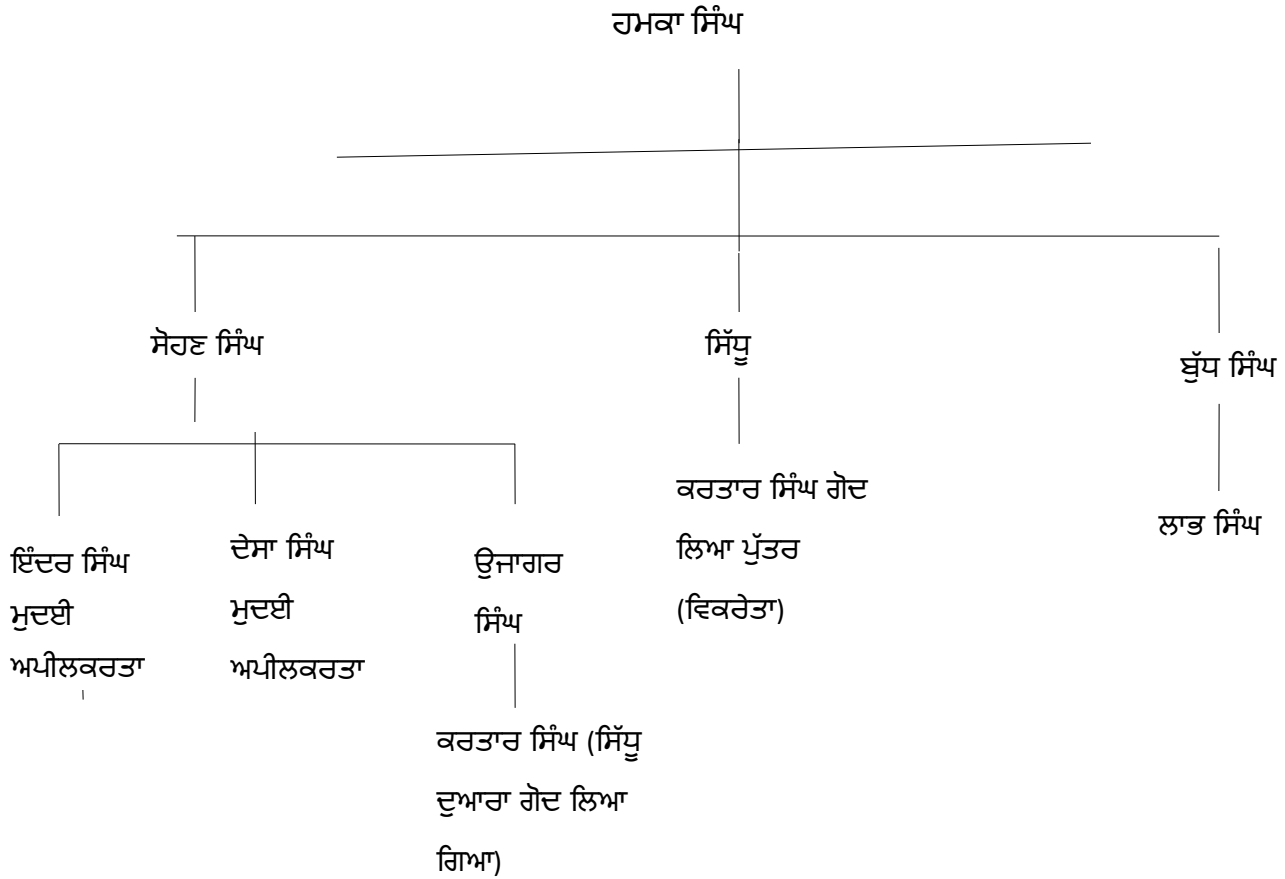 ਹਮਕਾ ਸਿੰਘ
ਸੋਹਣ ਸਿੰਘ
ਸਿੱਧੂ
ਬੁੱਧ ਸਿੰਘ
ਇੰਦਰ ਸਿੰਘ
ਮੁਦਈ
ਅਪੀਲਕਰਤਾ
ਦੇਸਾ ਸਿੰਘ
ਮੁਦਈ
ਅਪੀਲਕਰਤਾ
ਉਜਾਗਰ
ਸਿੰਘ
ਕਰਤਾਰ ਸਿੰਘ ਗੋਦ
ਲਿਆ ਪੁੱਤਰ
(ਵਿਕਰੇਤਾ)
ਲਾਭ ਸਿੰਘ
ਕਰਤਾਰ ਸਿੰਘ (ਸਿੱਧੂ
ਦੁਆਰਾ ਗੋਦ ਲਿਆ
ਗਿਆ)